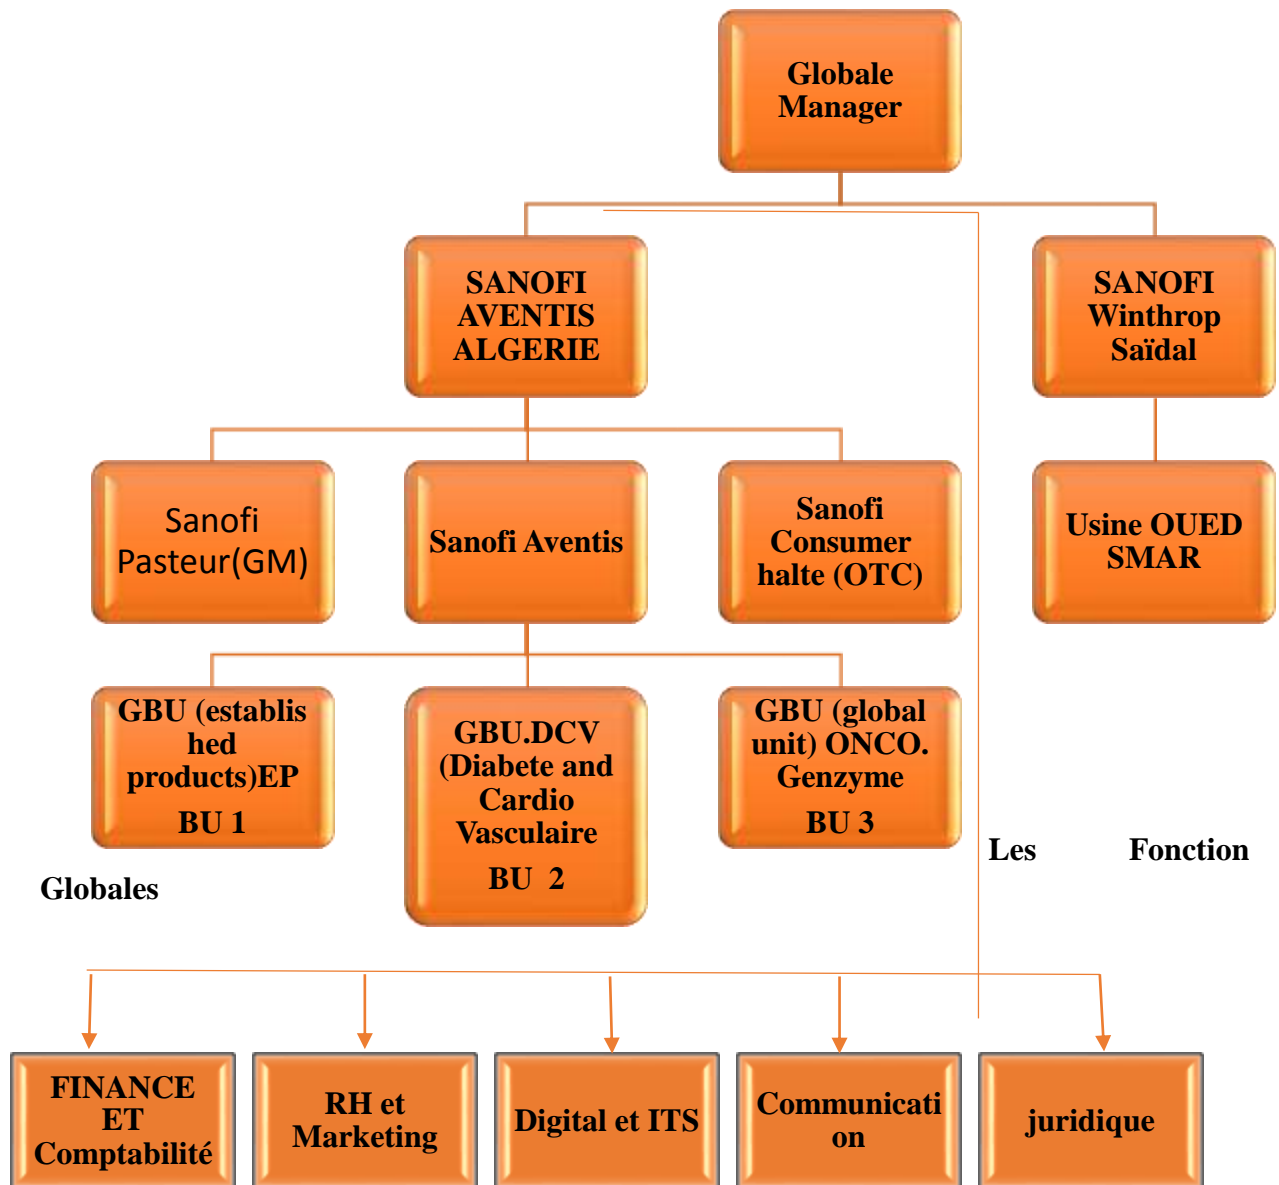 Globale
Manager
SANOFI
AVENTIS
ALGERIE
SANOFI
Winthrop
Saïdal
Sanofi
Pasteur(GM)
Sanofi Aventis
Sanofi
Consumer
halte (OTC)
Usine OUED
SMAR
GBU (establis
hed
products)EP
BU 1
GBU.DCV
(Diabete and
Cardio
Vasculaire
BU 2
GBU (global
unit) ONCO.
Genzyme
BU 3
Les Fonction
Globales
FINANCE
ET
Comptabilité
RH et
Marketing
Digital et ITS
Communicati
on
juridique